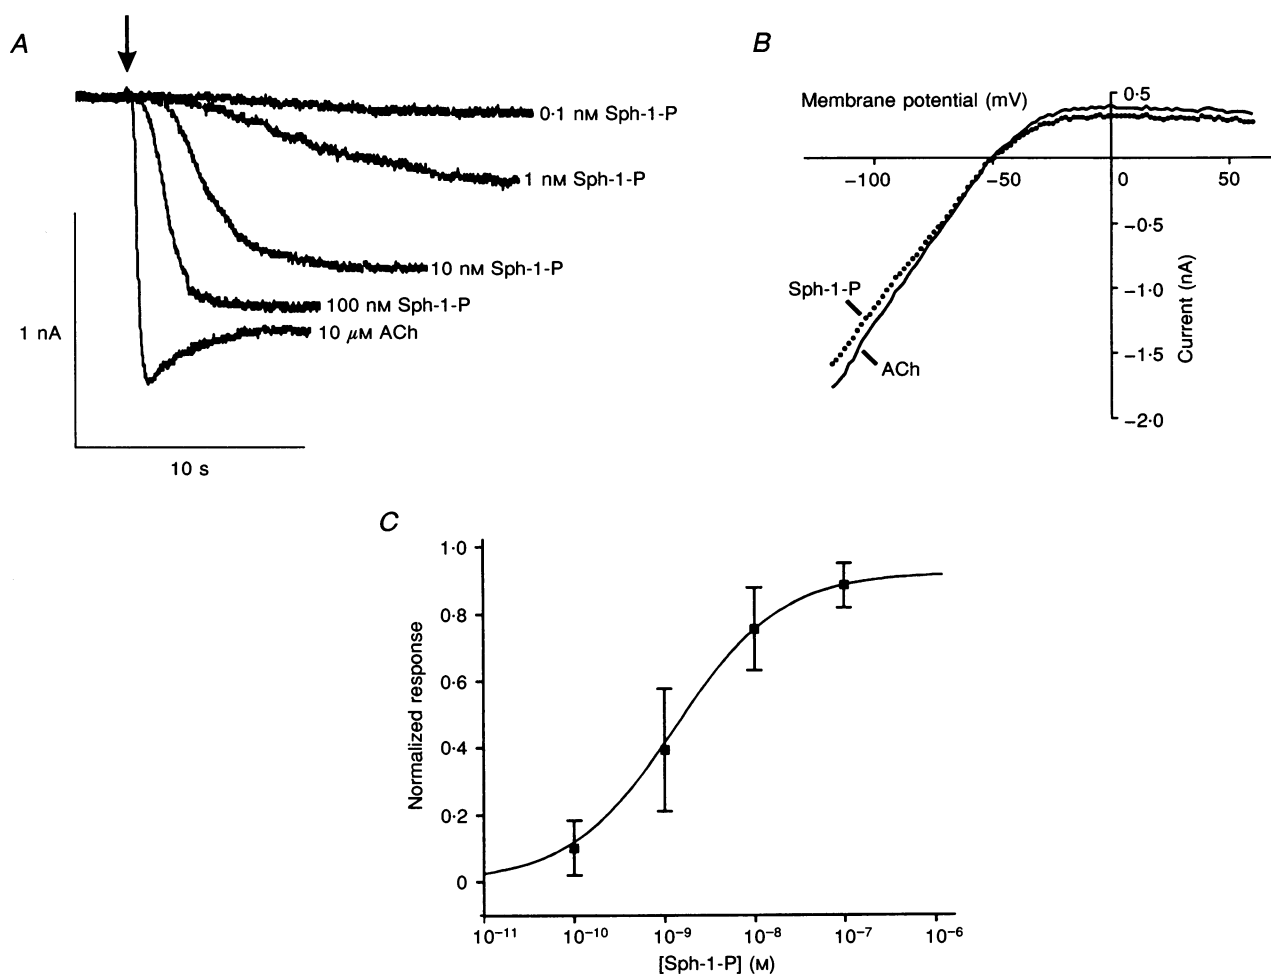 A
0·1 nM Sph-1-P
1 nM Sph-1-P
10 nM Sph-1-P
100 nM Sph-1-P
10 μM ACh
1 nA
10 s
B
Membrane potential (mV)
0·5
−100
−50
0
50
−0·5
−1·0
−1·5
−2·0
Current (nA)
Sph-1-P
ACh
C
1·0
0·8
0·6
0·4
0·2
0
Normalized response
10⁻¹¹
10⁻¹⁰
10⁻⁹
10⁻⁸
10⁻⁷
10⁻⁶
[Sph-1-P] (M)